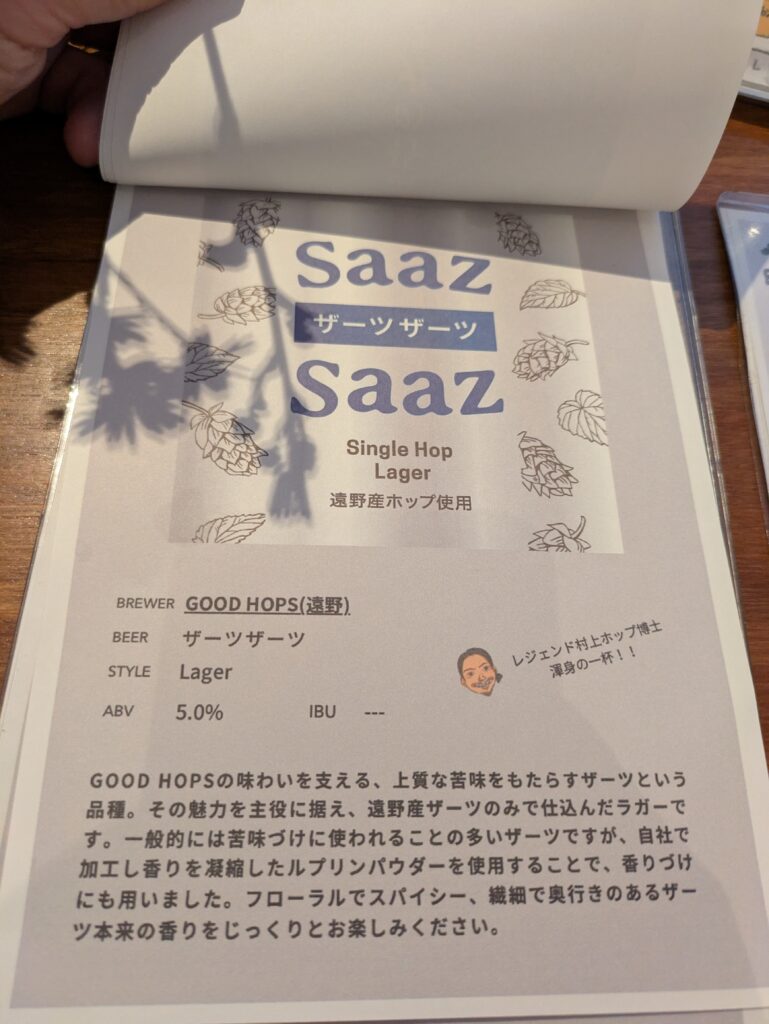 Saaz
ザーツザーツ
Saaz
Single Hop
Lager
遠野産ホップ使用
BREWER GOOD HOPS(遠野)
BEER ザーツザーツ
STYLE Lager
ABV 5.0% IBU ---
レジェンド村上ホップ博士
渾身の一杯！！
GOOD HOPSの味わいを支える、上質な苦味をもたらすザーツという
品種。その魅力を主役に据え、遠野産ザーツのみで仕込んだラガーで
す。一般的には苦味づけに使われることの多いザーツですが、自社で
加工し香りを凝縮したルプリンパウダーを使用することで、香りづけ
にも用いました。フローラルでスパイシー、繊細で奥行きのあるザー
ツ本来の香りをじっくりとお楽しみください。